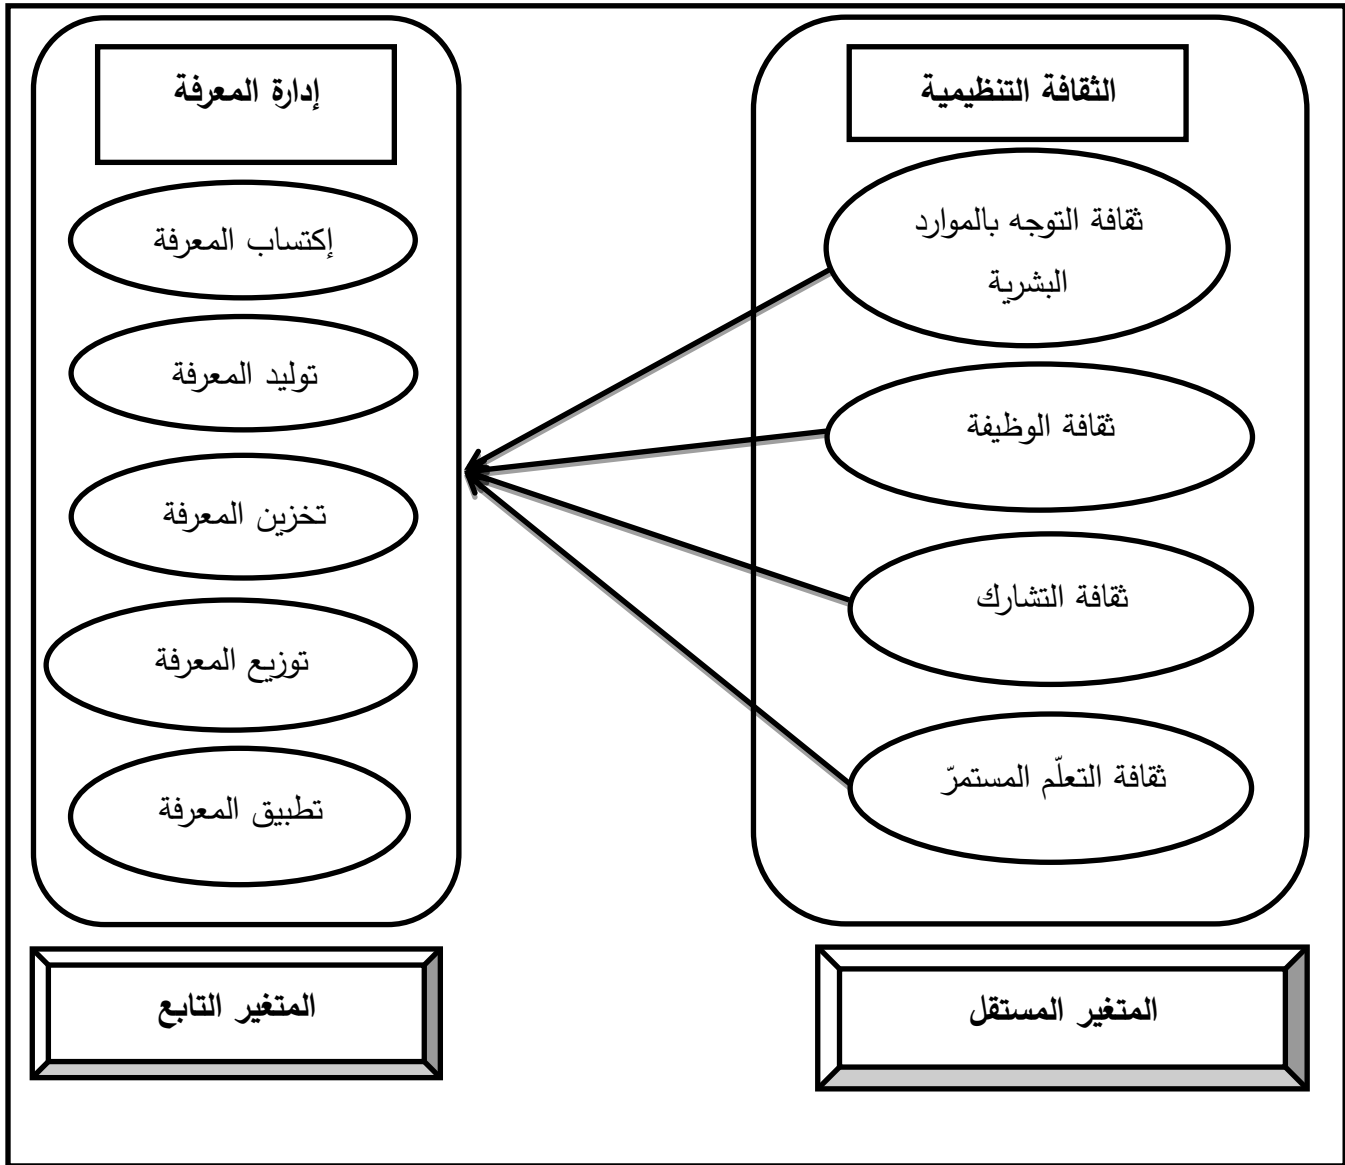 الثقافة التنظيمية
ثقافة التوجه بالموارد
البشرية
ثقافة الوظيفة
ثقافة التشارك
ثقافة التعلّم المستمرّ
المتغير المستقل
إدارة المعرفة
إكتساب المعرفة
توليد المعرفة
تخزين المعرفة
توزيع المعرفة
تطبيق المعرفة
المتغير التابع